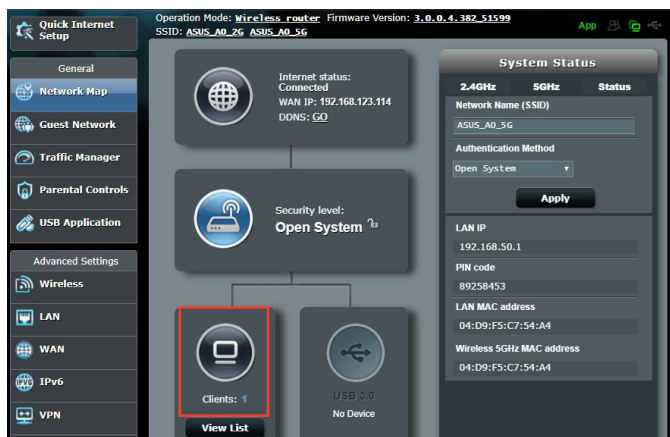 Quick Internet
Setup
Operation Mode: Wireless router Firmware Version: 3.0.0.4.382_51599
SSID: ASUS_A0_2G ASUS_A0_5G
App
General
Network Map
Guest Network
Traffic Manager
Parental Controls
USB Application
Advanced Settings
Wireless
LAN
WAN
IPv6
VPN
Internet status:
Connected
WAN IP: 192.168.123.114
DDNS: GO
Security level:
Open System
Clients: 1
View List
USB 3.0
No Device
System Status
2.4GHz 5GHz Status
Network Name (SSID)
ASUS_A0_5G
Authentication Method
Open System
Apply
LAN IP
192.168.50.1
PIN code
89258453
LAN MAC address
04:D9:F5:C7:54:A4
Wireless 5GHz MAC address
04:D9:F5:C7:54:A4